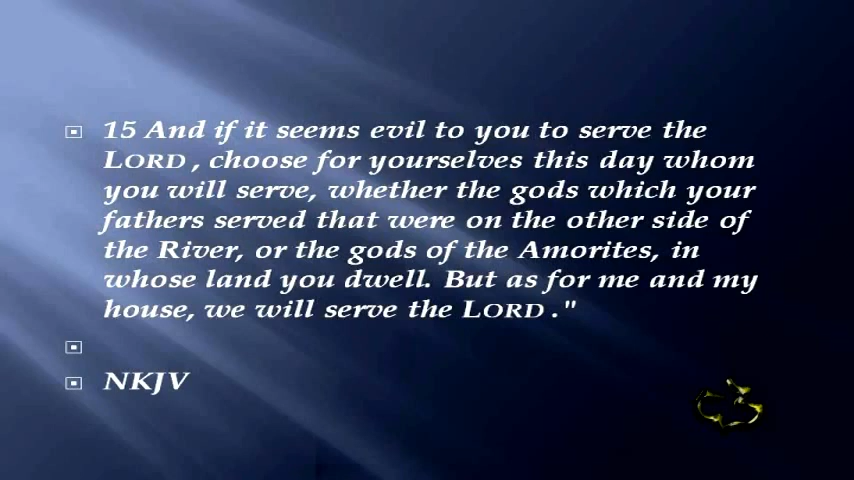 15 And if it seems evil to you to serve the
LORD , choose for yourselves this day whom
you will serve, whether the gods which your
fathers served that were on the other side of
the River, or the gods of the Amorites, in
whose land you dwell. But as for me and my
house, we will serve the LORD ."
NKJV